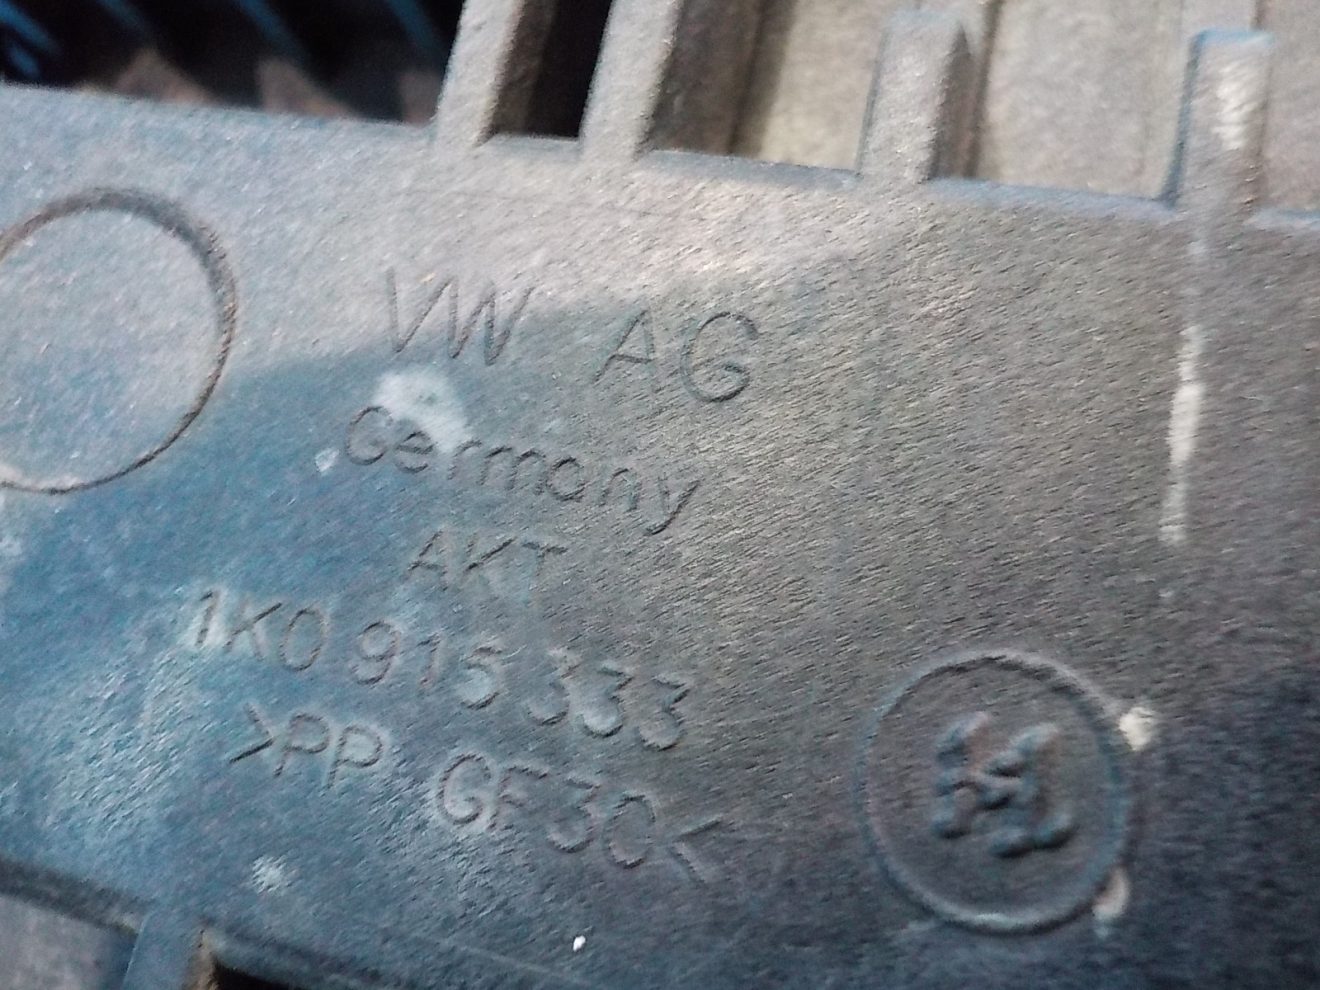 VW AG
Germany
AKT
1K0 915 333
>PP GF30<